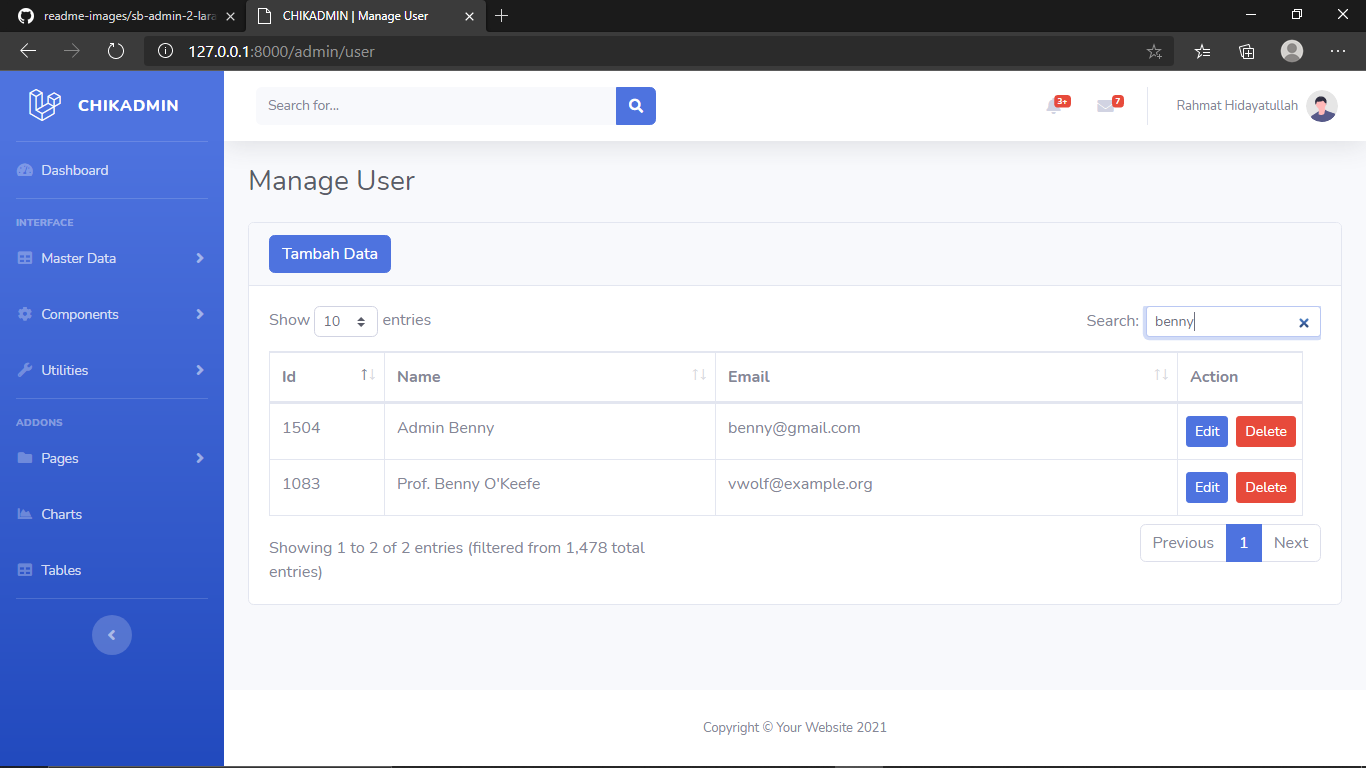 readme-images/sb-admin-2-lara
CHIKADMIN | Manage User
127.0.0.1:8000/admin/user
CHIKADMIN
Search for...
3+
7
Rahmat Hidayatullah
Dashboard
INTERFACE
Master Data
Components
Utilities
ADDONS
Pages
Charts
Tables
Manage User
Tambah Data
Show 10 entries
Search: benny
Id Name Email Action
1504 Admin Benny benny@gmail.com Edit Delete
1083 Prof. Benny O'Keefe vwolf@example.org Edit Delete
Showing 1 to 2 of 2 entries (filtered from 1,478 total
entries)
Previous 1 Next
Copyright © Your Website 2021